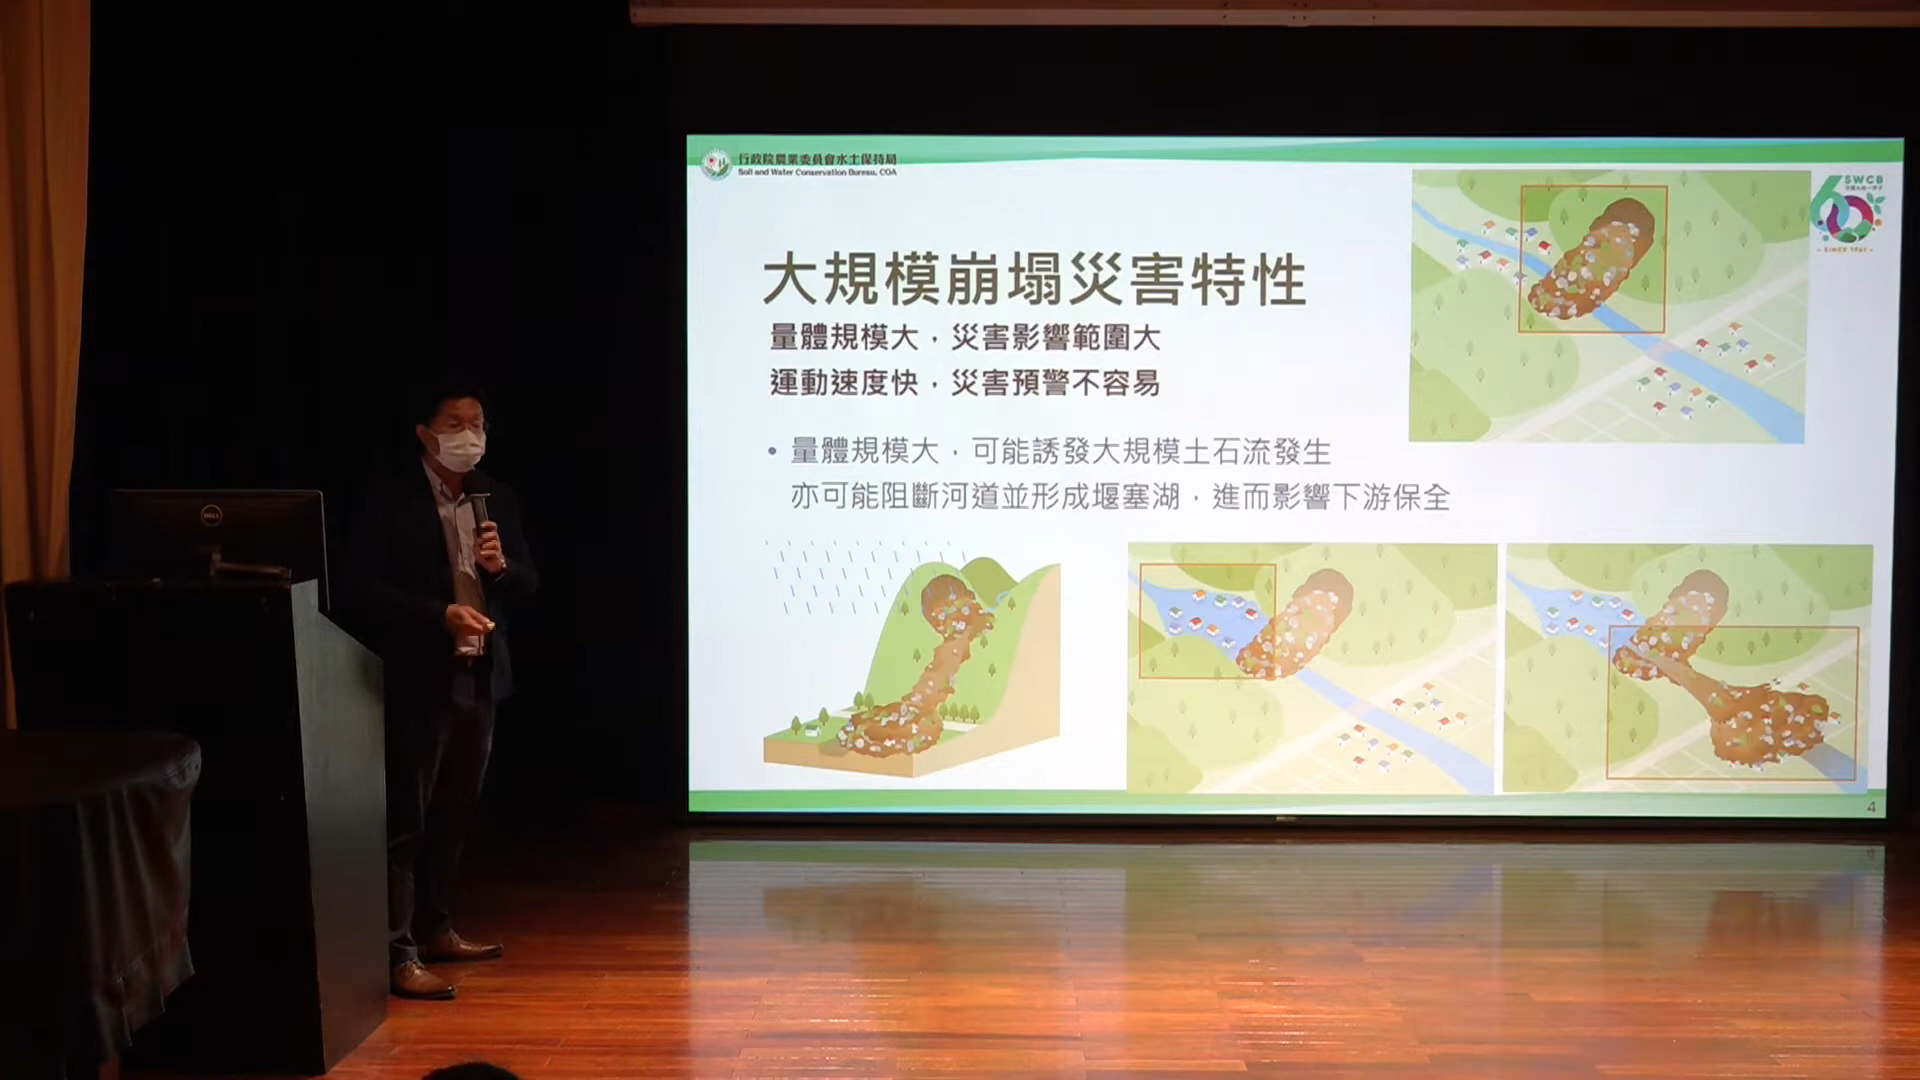 行政院農業委員會水土保持局
Soil and Water Conservation Bureau, COA
SWCB
60
大規模崩塌災害特性
量體規模大，災害影響範圍大
運動速度快，災害預警不容易
• 量體規模大，可能誘發大規模土石流發生
亦可能阻斷河道並形成堰塞湖，進而影響下游保全
4
DELL